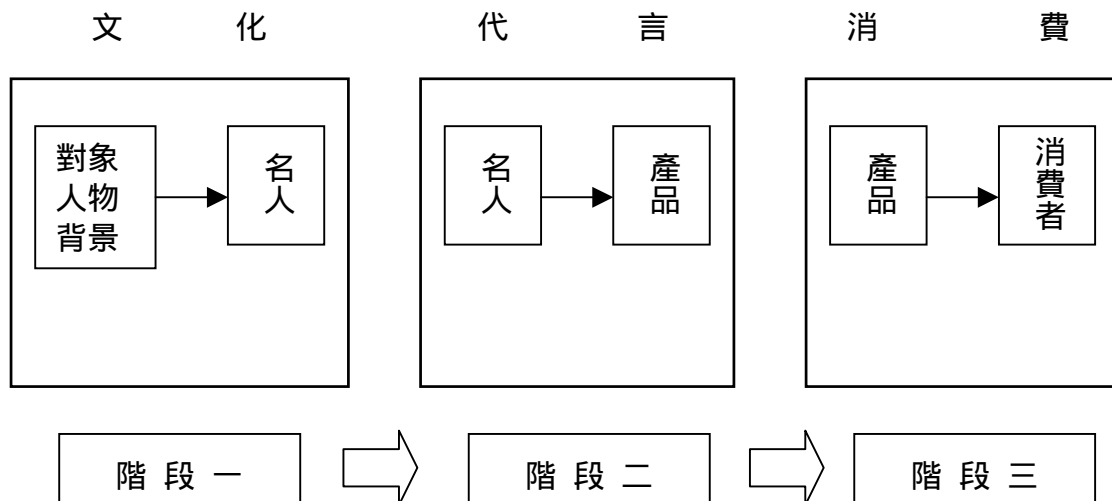 文 化
代 言
消 費
對象
人物
背景
名
人
名
人
產
品
產
品
消
費
者
階 段 一
階 段 二
階 段 三